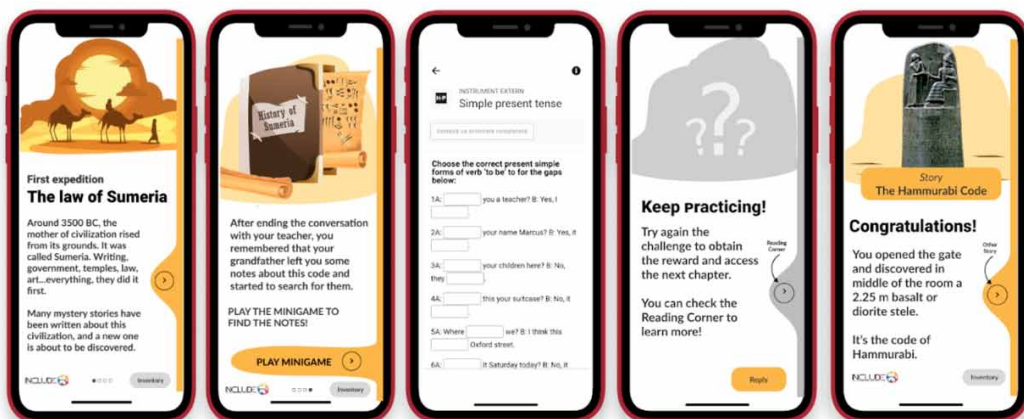 First expedition
The law of Sumeria
Around 3500 BC, the
mother of civilization rised
from its grounds. It was
called Sumeria. Writing,
government, temples, law,
art...everything, they did it
first.
Many mystery stories have
been written about this
civilization, and a new one
is about to be discovered.
INCLUDE
Inventory
History of
Sumeria
After ending the conversation
with your teacher, you
remembered that your
grandfather left you some
notes about this code and
started to search for them.
PLAY THE MINIGAME TO
FIND THE NOTES!
PLAY MINIGAME
INCLUDE
Inventory
INSTRUMENT EXTERN
Simple present tense
Choose the correct present simple
forms of verb 'to be' to for the gaps
below:
1A: you a teacher? B: Yes, I
2A: your name Marcus? B: Yes, it
3A: your children here? B: No,
they
4A: this your suitcase? B: No, it
5A: Where we? B: I think this
Oxford street.
6A: it Saturday today? B: No, it
???
Keep Practicing!
Try again the
challenge to obtain
the reward and access
the next chapter.
Reading
Corner
You can check the
Reading Corner to
learn more!
Reply
Story
The Hammurabi Code
Congratulations!
Other
Story
You opened the gate
and discovered in
middle of the room a
2.25 m basalt or
diorite stele.
It's the code of
Hammurabi.
INCLUDE
Inventory